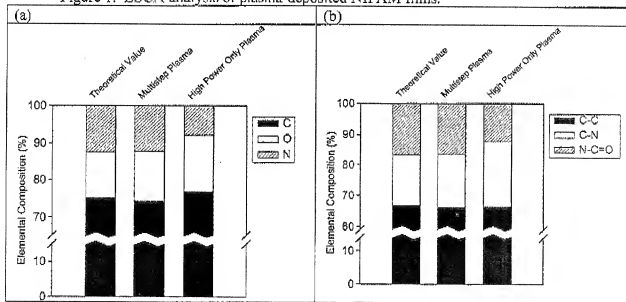 Figure 1. ESCA analysis of plasma deposited NIPAM films.
(a)
Theoretical Value
Multistep Plasma
High Power Only Plasma
Elemental Composition (%)
100
90
80
70
10
0
C
O
N
(b)
Theoretical Value
Multistep Plasma
High Power Only Plasma
Elemental Composition (%)
100
90
80
70
60
10
0
C-C
C-N
N-C=O